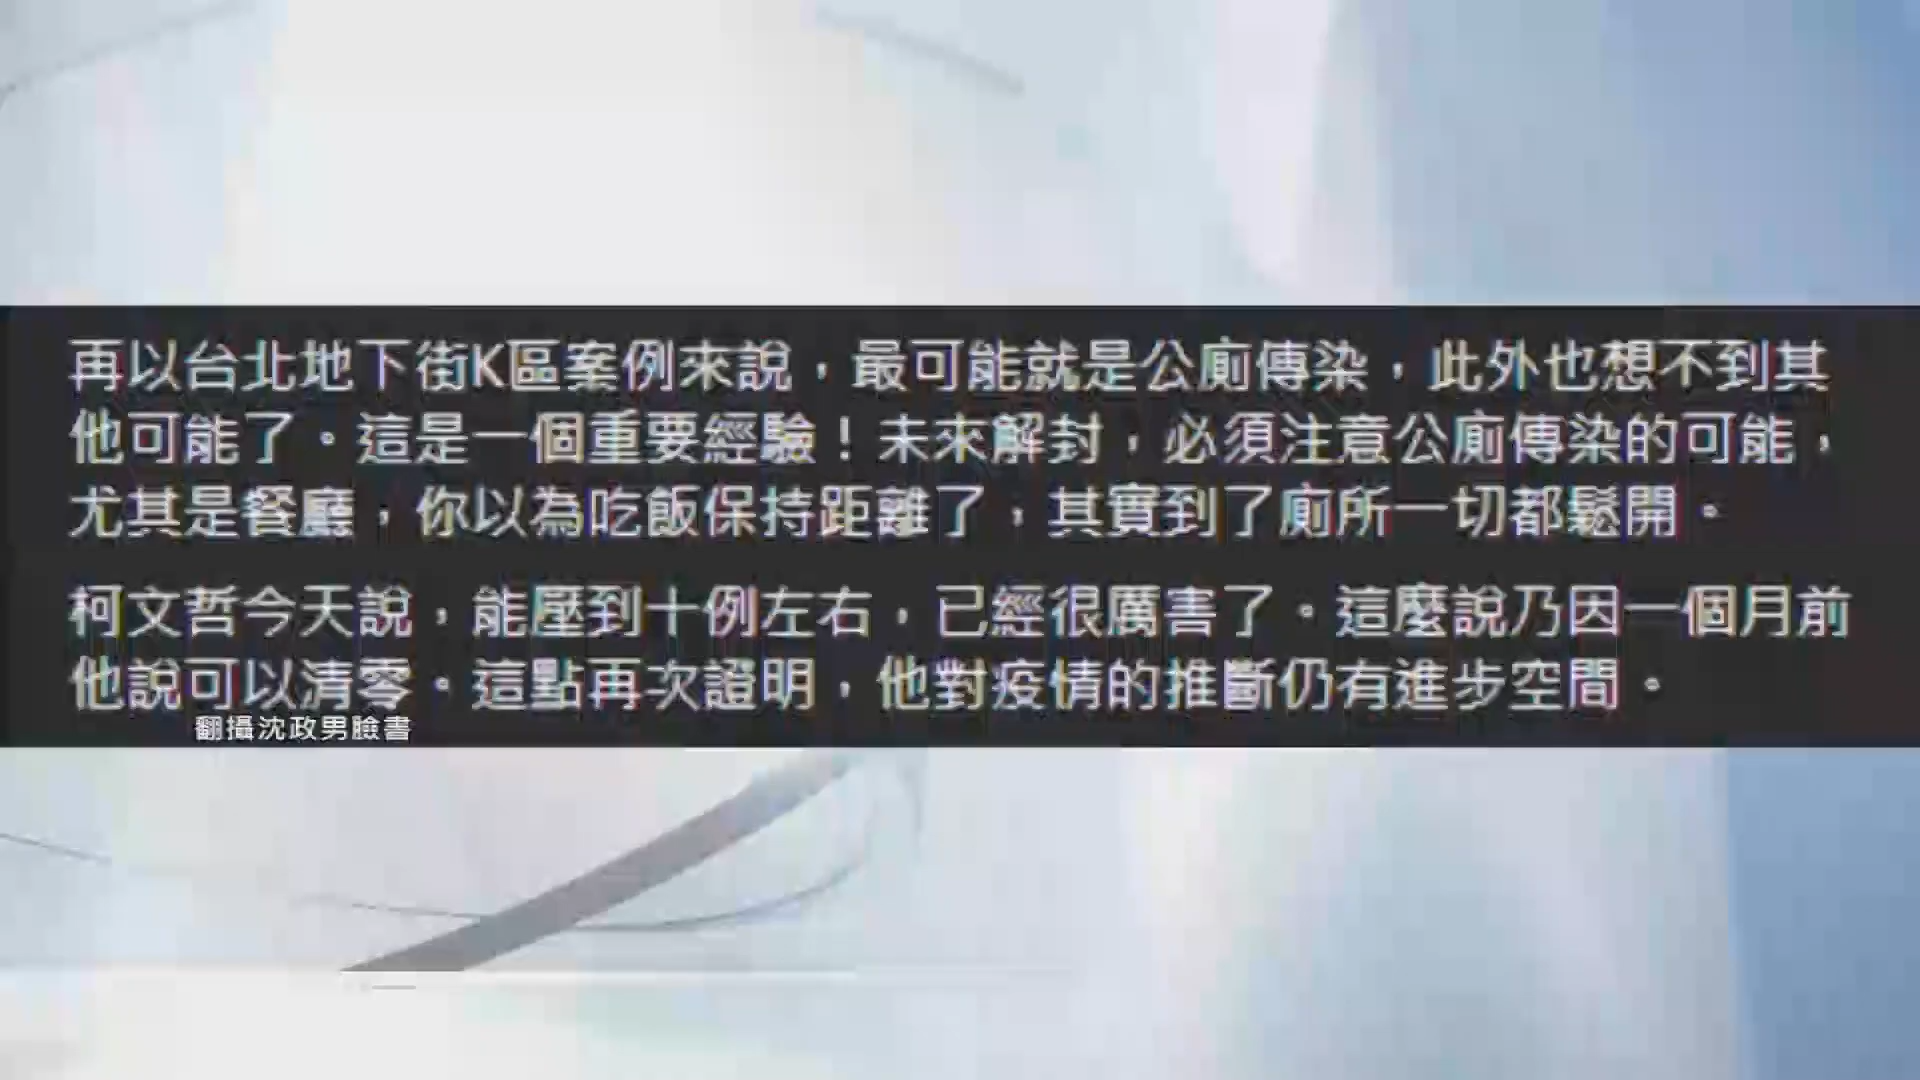 再以台北地下街K區案例來說，最可能就是公廁傳染，此外也想不到其
他可能了。這是一個重要經驗！未來解封，必須注意公廁傳染的可能，
尤其是餐廳，你以為吃飯保持距離了，其實到了廁所一切都鬆開。
柯文哲今天說，能壓到十例左右，已經很厲害了。這麼說乃因一個月前
他說可以清零。這點再次證明，他對疫情的推斷仍有進步空間。
翻攝沈政男臉書